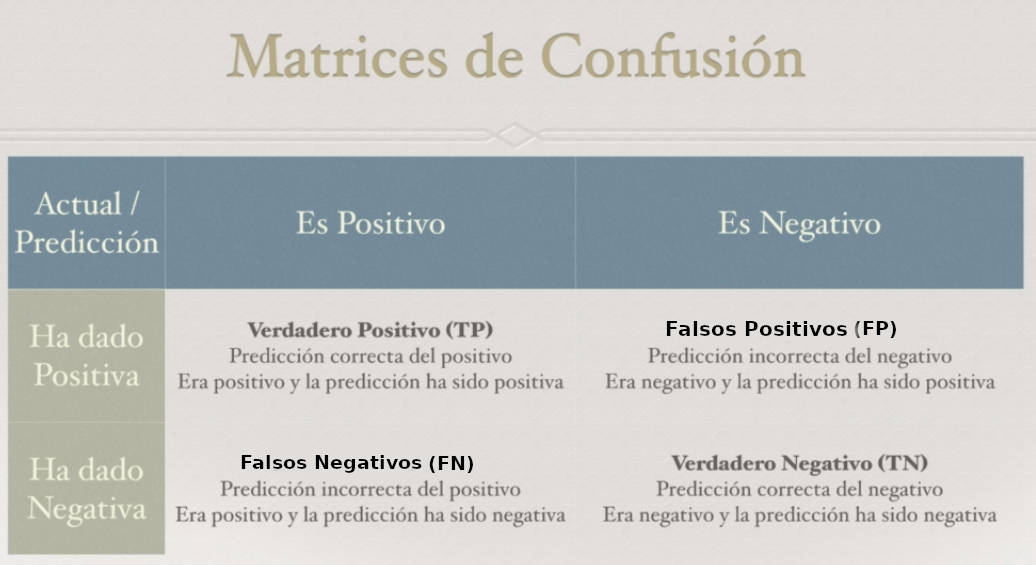 Matrices de Confusión
Actual /
Predicción
Es Positivo
Es Negativo
Ha dado
Positiva
Verdadero Positivo (TP)
Predicción correcta del positivo
Era positivo y la predicción ha sido positiva
Falsos Positivos (FP)
Predicción incorrecta del negativo
Era negativo y la predicción ha sido positiva
Ha dado
Negativa
Falsos Negativos (FN)
Predicción incorrecta del positivo
Era positivo y la predicción ha sido negativa
Verdadero Negativo (TN)
Predicción correcta del negativo
Era negativo y la predicción ha sido negativa